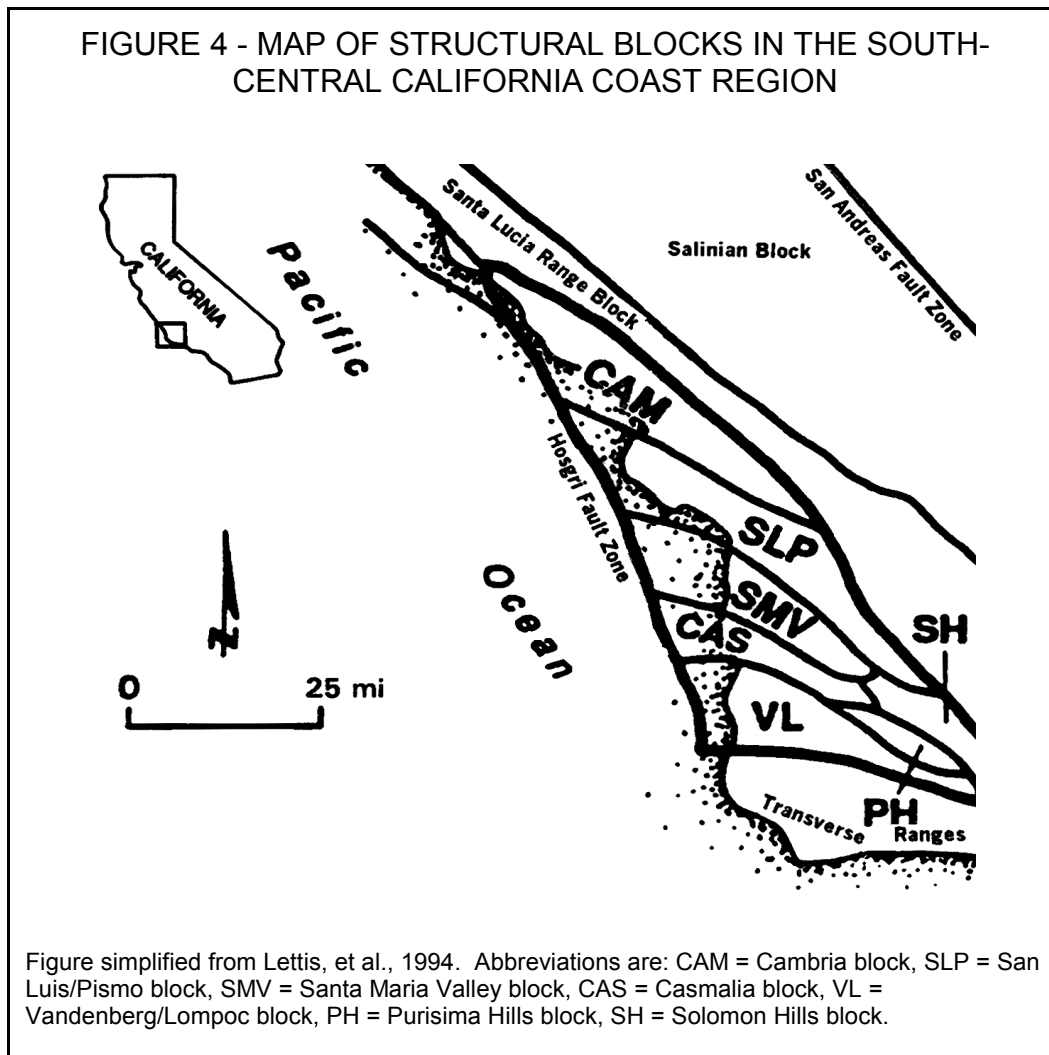 FIGURE 4 - MAP OF STRUCTURAL BLOCKS IN THE SOUTH-
CENTRAL CALIFORNIA COAST REGION
CALIFORNIA
Pacific
Ocean
Santa Lucia Range Block
Salinian Block
San Andreas Fault Zone
CAM
Hosgri Fault Zone
SLP
SMV
SH
CAS
VL
PH
Transverse Ranges
N
0 25 mi
Figure simplified from Lettis, et al., 1994. Abbreviations are: CAM = Cambria block, SLP = San
Luis/Pismo block, SMV = Santa Maria Valley block, CAS = Casmalia block, VL =
Vandenberg/Lompoc block, PH = Purisima Hills block, SH = Solomon Hills block.